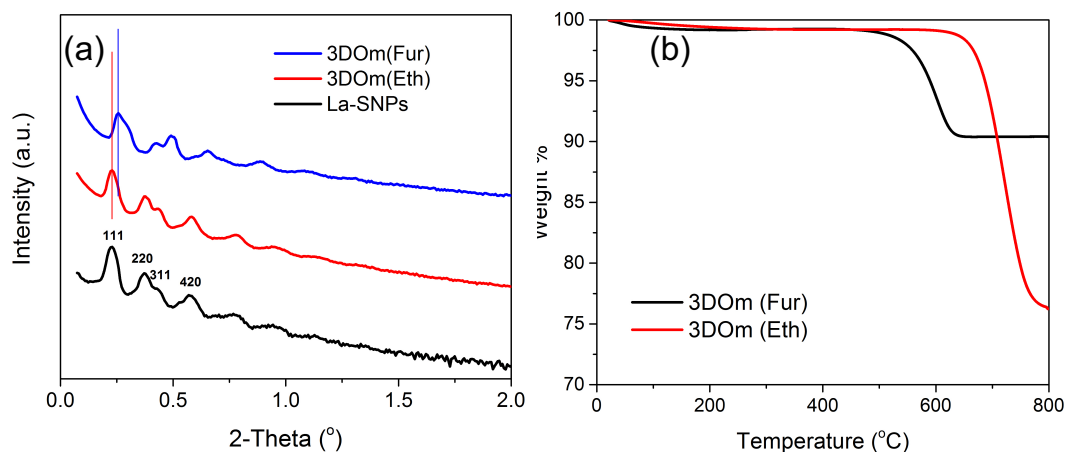 (a)
3DOm(Fur)
3DOm(Eth)
La-SNPs
111
220
311
420
Intensity (a.u.)
0.0 0.5 1.0 1.5 2.0
2-Theta (°)
(b)
100
95
90
85
80
75
70
Weight %
3DOm (Fur)
3DOm (Eth)
0 200 400 600 800
Temperature (°C)